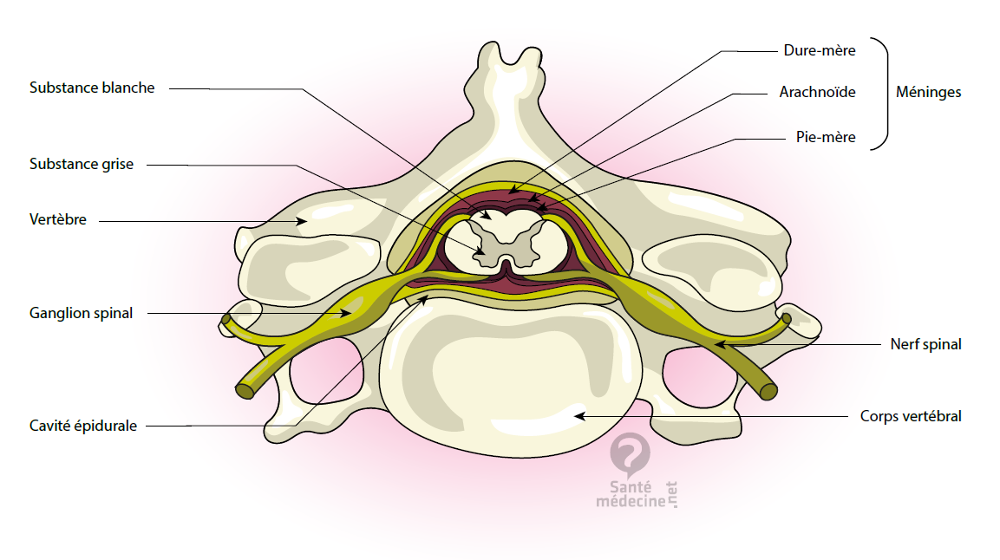 Dure-mère
Substance blanche
Arachnoïde
Méninges
Pie-mère
Substance grise
Vertèbre
Ganglion spinal
Nerf spinal
Corps vertébral
Cavité épidurale
Santé
médecine.net